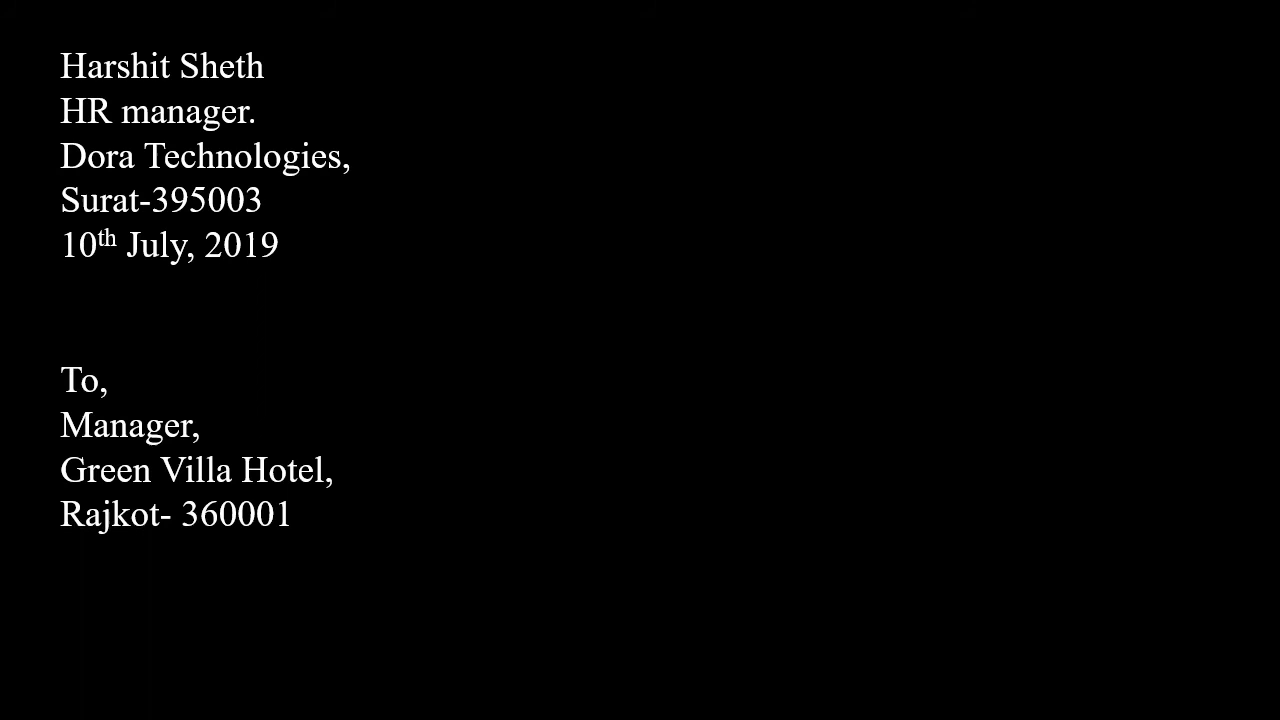 Harshit Sheth
HR manager.
Dora Technologies,
Surat-395003
10th July, 2019
To,
Manager,
Green Villa Hotel,
Rajkot- 360001